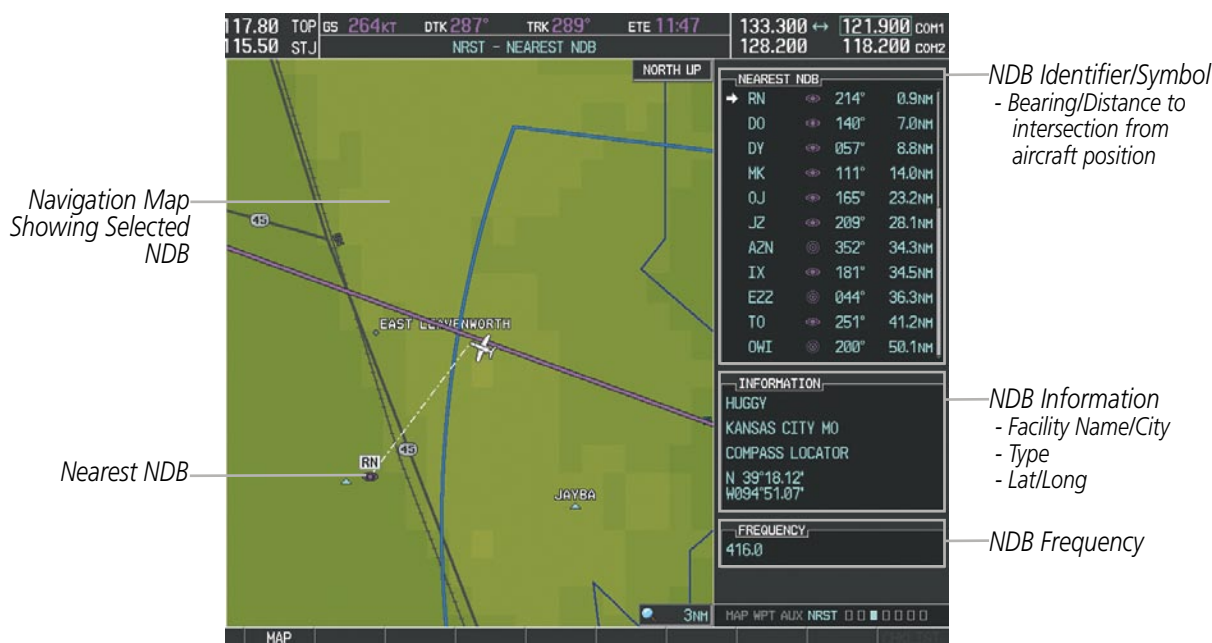 117.80 TOP GS 264KT DTK 287° TRK 289° ETE 11:47 133.300 ↔ 121.900 COM1
115.50 STJ NRST - NEAREST NDB 128.200 118.200 COM2
NORTH UP
NEAREST NDB
RN 214° 0.9NM
DO 140° 7.0NM
DY 057° 8.8NM
MK 111° 14.0NM
OJ 165° 23.2NM
JZ 209° 28.1NM
AZN 352° 34.3NM
IX 181° 34.5NM
EZZ 044° 36.3NM
TO 251° 41.2NM
OWI 200° 50.1NM
INFORMATION
HUGGY
KANSAS CITY MO
COMPASS LOCATOR
N 39°18.12'
W094°51.07'
FREQUENCY
416.0
MAP WPT AUX NRST
45
EAST LEAVENWORTH
45
RN
JAYBA
3NM
MAP
Navigation Map
Showing Selected
NDB
Nearest NDB
NDB Identifier/Symbol
- Bearing/Distance to
intersection from
aircraft position
NDB Information
- Facility Name/City
- Type
- Lat/Long
NDB Frequency